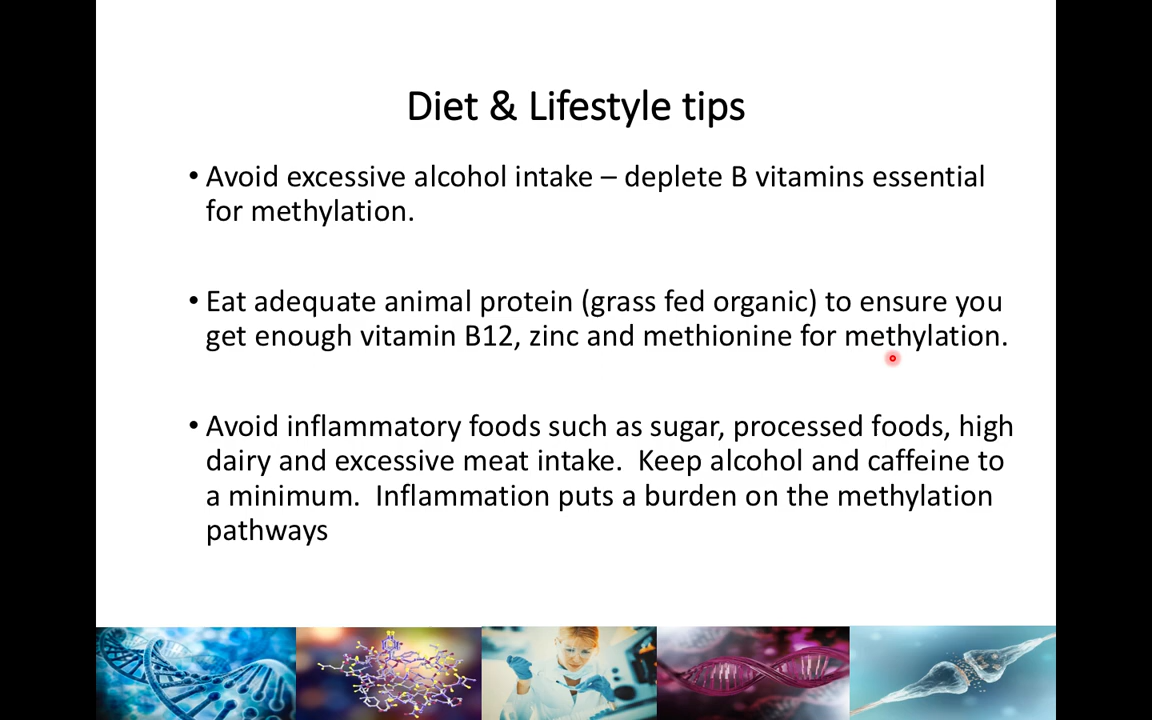 Diet & Lifestyle tips
• Avoid excessive alcohol intake – deplete B vitamins essential
for methylation.
• Eat adequate animal protein (grass fed organic) to ensure you
get enough vitamin B12, zinc and methionine for methylation.
• Avoid inflammatory foods such as sugar, processed foods, high
dairy and excessive meat intake.  Keep alcohol and caffeine to
a minimum.  Inflammation puts a burden on the methylation
pathways